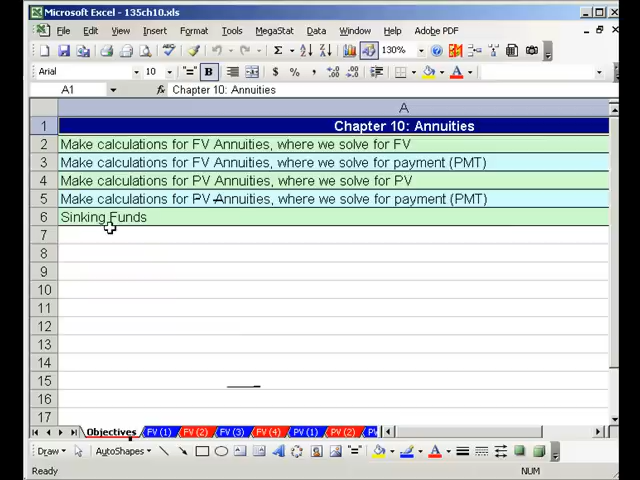 Microsoft Excel - 135ch10.xls
File Edit View Insert Format Tools MegaStat Data Window Help Adobe PDF
130%
Arial 10 B "=" $ %
A1 fx Chapter 10: Annuities
A
1 Chapter 10: Annuities
2 Make calculations for FV Annuities, where we solve for FV
3 Make calculations for FV Annuities, where we solve for payment (PMT)
4 Make calculations for PV Annuities, where we solve for PV
5 Make calculations for PV Annuities, where we solve for payment (PMT)
6 Sinking Funds
7
8
9
10
11
12
13
14
15
16
17
Objectives FV (1) FV (2) FV (3) FV (4) PV (1) PV (2)
Draw AutoShapes A "=" A
Ready NUM